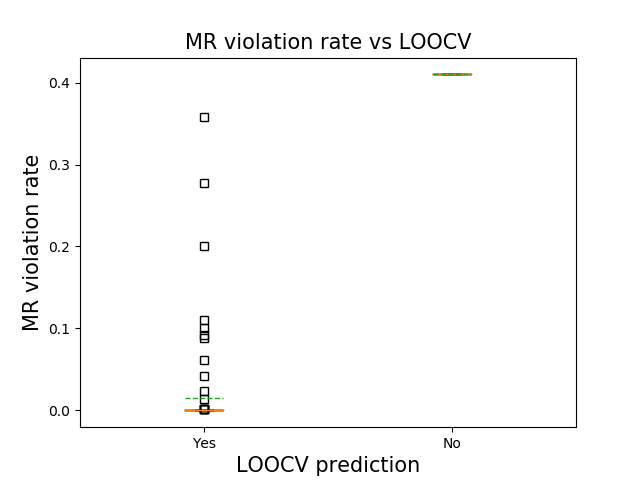 MR violation rate vs LOOCV
MR violation rate
0.4
0.3
0.2
0.1
0.0
Yes
No
LOOCV prediction